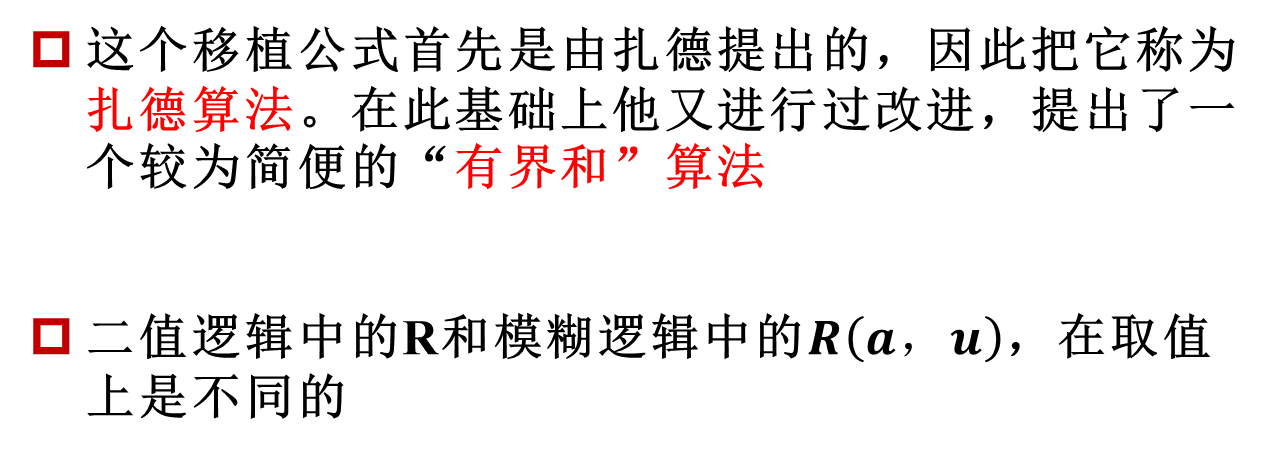 这个移植公式首先是由扎德提出的，因此把它称为
扎德算法。在此基础上他又进行过改进，提出了一
个较为简便的“有界和”算法
二值逻辑中的R和模糊逻辑中的R(a，u)，在取值
上是不同的